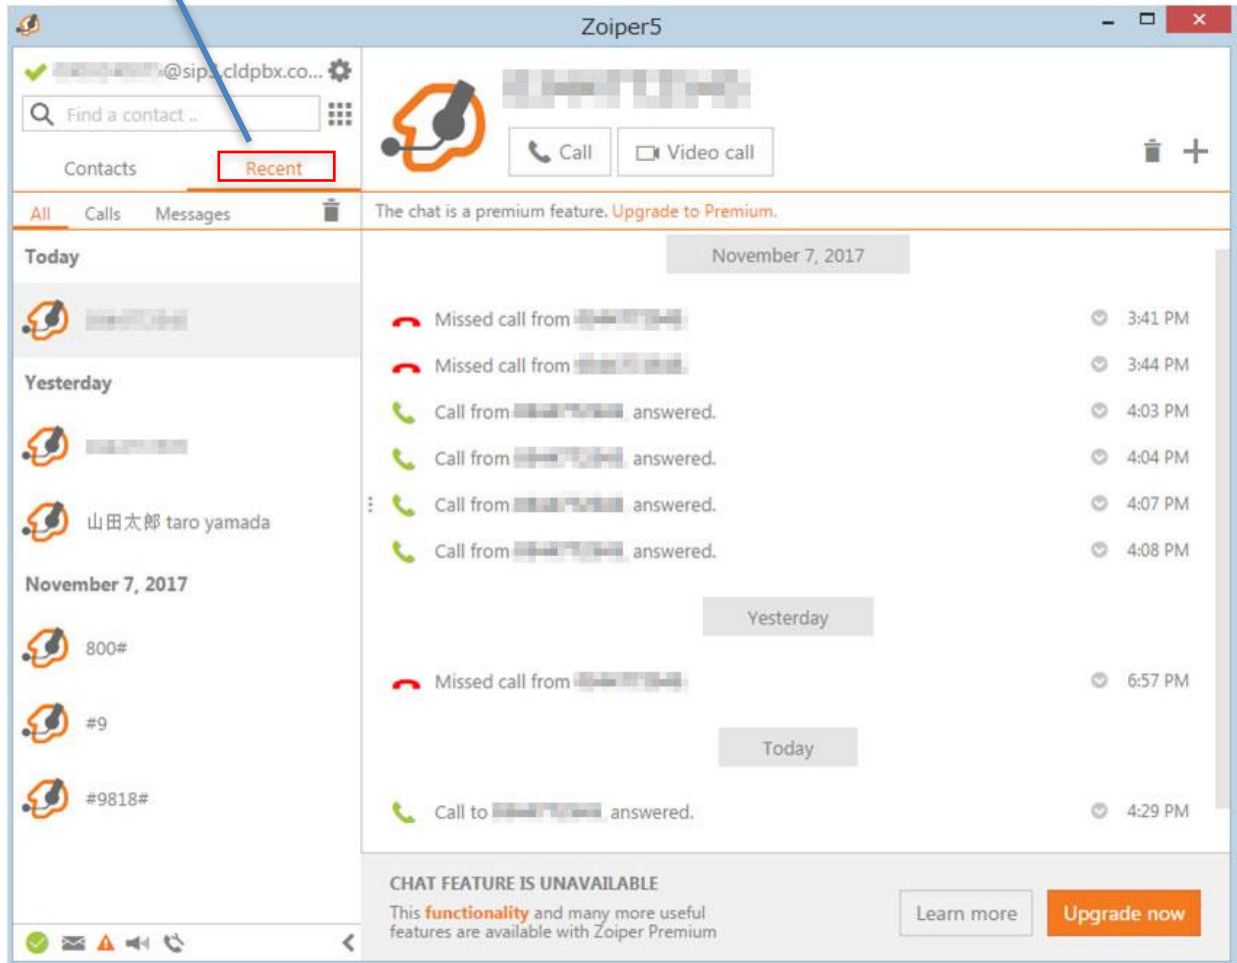 Zoiper5
@sip .cldpbx.co...
Find a contact ..
Contacts
Recent
All
Calls
Messages
Today
Yesterday
山田太郎 taro yamada
November 7, 2017
800#
#9
#9818#
Call
Video call
The chat is a premium feature. Upgrade to Premium.
November 7, 2017
Missed call from
3:41 PM
Missed call from
3:44 PM
Call from answered.
4:03 PM
Call from answered.
4:04 PM
Call from answered.
4:07 PM
Call from answered.
4:08 PM
Yesterday
Missed call from
6:57 PM
Today
Call to answered.
4:29 PM
CHAT FEATURE IS UNAVAILABLE
This functionality and many more useful
features are available with Zoiper Premium
Learn more
Upgrade now